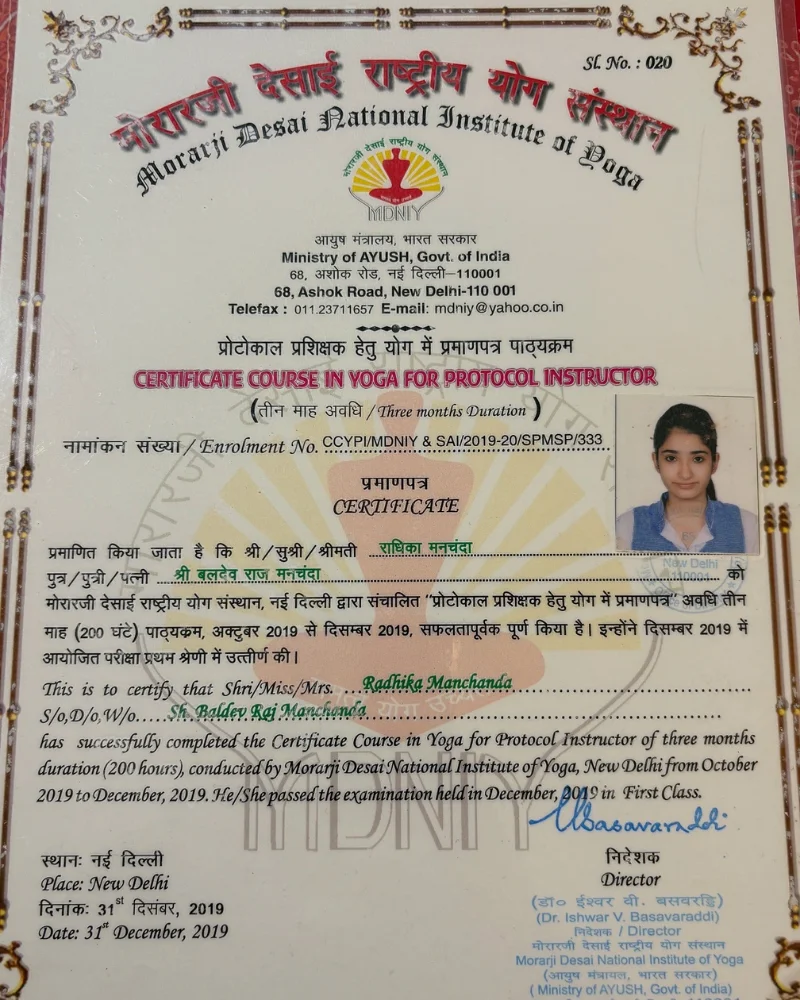 Sl. No. : 020
मोरारजी देसाई राष्ट्रीय योग संस्थान
Morarji Desai National Institute of Yoga
मोरारजी देसाई राष्ट्रीय योग संस्थान
MDNIY
आयुष मंत्रालय, भारत सरकार
Ministry of AYUSH, Govt. of India
68, अशोक रोड, नई दिल्ली–110001
68, Ashok Road, New Delhi-110 001
Telefax : 011.23711657 E-mail: mdniy@yahoo.co.in
प्रोटोकाल प्रशिक्षक हेतु योग में प्रमाणपत्र पाठ्यक्रम
CERTIFICATE COURSE IN YOGA FOR PROTOCOL INSTRUCTOR
(तीन माह अवधि / Three months Duration )
नामांकन संख्या / Enrolment No. CCYPI/MDNIY & SAI/2019-20/SPMSP/333
प्रमाणपत्र
CERTIFICATE
प्रमाणित किया जाता है कि श्री/सुश्री/श्रीमती राधिका मनचंदा
New Delhi
पुत्र/पुत्री/पत्नी श्री बलदेव राज मनचंदा को
110001
मोरारजी देसाई राष्ट्रीय योग संस्थान, नई दिल्ली द्वारा संचालित "प्रोटोकाल प्रशिक्षक हेतु योग में प्रमाणपत्र" अवधि तीन
माह (200 घंटे) पाठ्यक्रम, अक्टुबर 2019 से दिसम्बर 2019, सफलतापूर्वक पूर्ण किया है। इन्होंने दिसम्बर 2019 में
आयोजित परीक्षा प्रथम श्रेणी में उत्तीर्ण की।
This is to certify that Shri/Miss/Mrs. ...Radhika Manchanda
S/o,D/o,W/o.....Sh. Baldev Raj Manchanda
has successfully completed the Certificate Course in Yoga for Protocol Instructor of three months
duration (200 hours), conducted by Morarji Desai National Institute of Yoga, New Delhi from October
2019 to December, 2019. He/She passed the examination held in December, 2019 in First Class.
Basavaraddi
स्थानः नई दिल्ली
Place: New Delhi
दिनांकः 31st दिसंबर, 2019
Date: 31st December, 2019
निदेशक
Director
(डॉ० ईश्वर वी. बसवरड्डि)
(Dr. Ishwar V. Basavaraddi)
निदेशक / Director
मोरारजी देसाई राष्ट्रीय योग संस्थान
Morarji Desai National Institute of Yoga
(आयुष मंत्रालय, भारत सरकार)
( Ministry of AYUSH, Govt. of India)
MDNIY